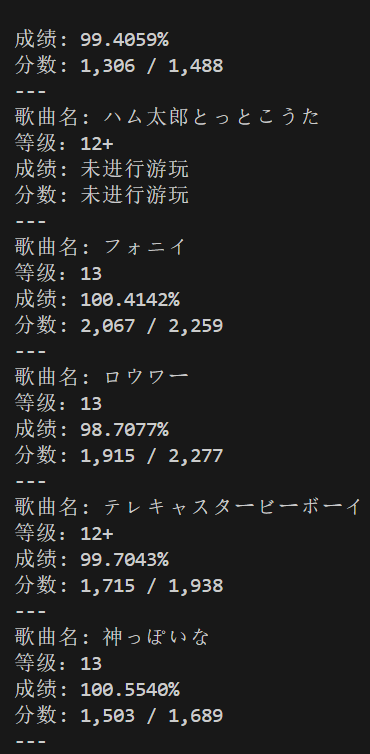 成绩: 99.4059%
分数: 1,306 / 1,488
---
歌曲名: ハム太郎とっとこうた
等级: 12+
成绩: 未进行游玩
分数: 未进行游玩
---
歌曲名: フォニイ
等级: 13
成绩: 100.4142%
分数: 2,067 / 2,259
---
歌曲名: ロウワー
等级: 13
成绩: 98.7077%
分数: 1,915 / 2,277
---
歌曲名: テレキャスタービーボーイ
等级: 12+
成绩: 99.7043%
分数: 1,715 / 1,938
---
歌曲名: 神っぽいな
等级: 13
成绩: 100.5540%
分数: 1,503 / 1,689
---